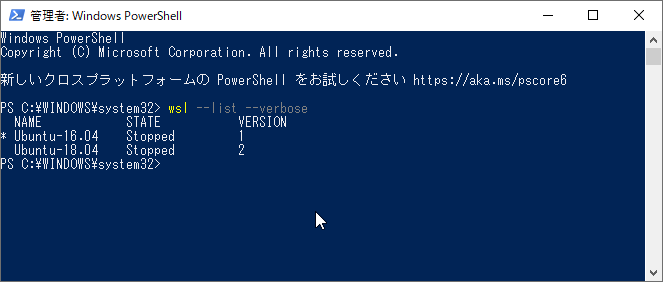 管理者: Windows PowerShell
Windows PowerShell
Copyright (C) Microsoft Corporation. All rights reserved.
新しいクロスプラットフォームの PowerShell をお試しください https://aka.ms/pscore6
PS C:¥WINDOWS¥system32> wsl --list --verbose
NAME STATE VERSION
* Ubuntu-16.04 Stopped 1
Ubuntu-18.04 Stopped 2
PS C:¥WINDOWS¥system32>